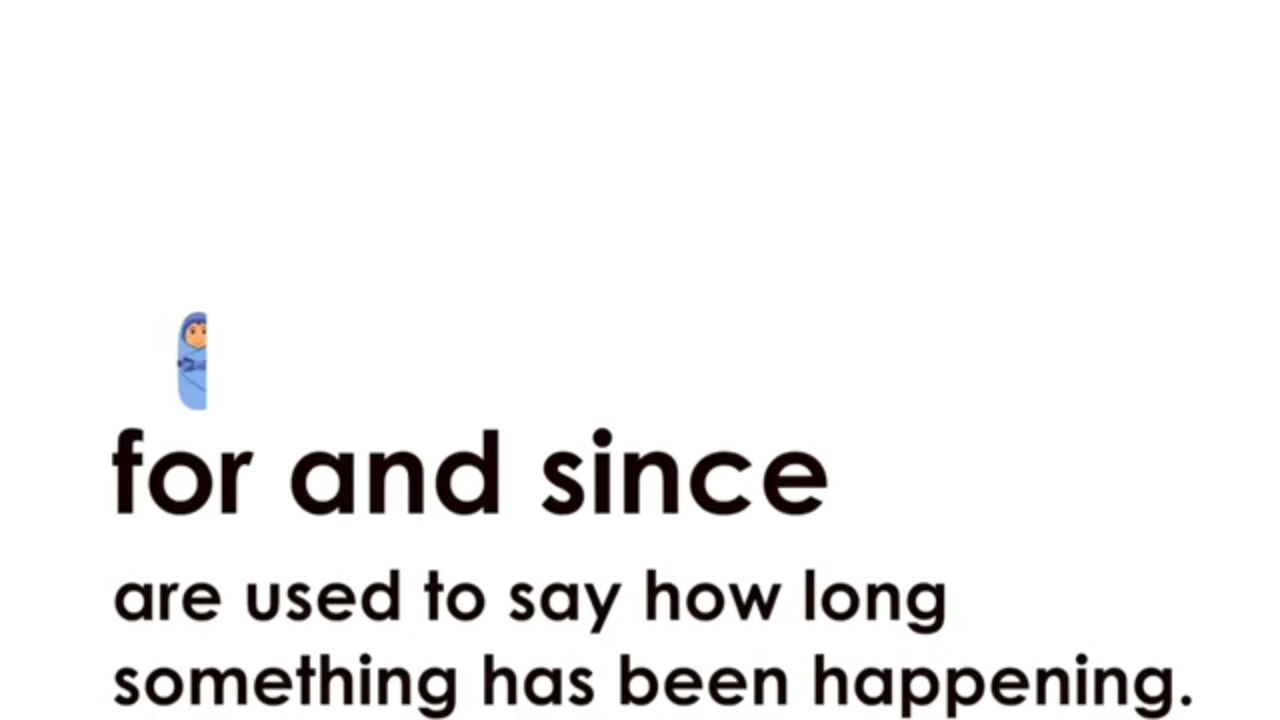 for and since
are used to say how long
something has been happening.